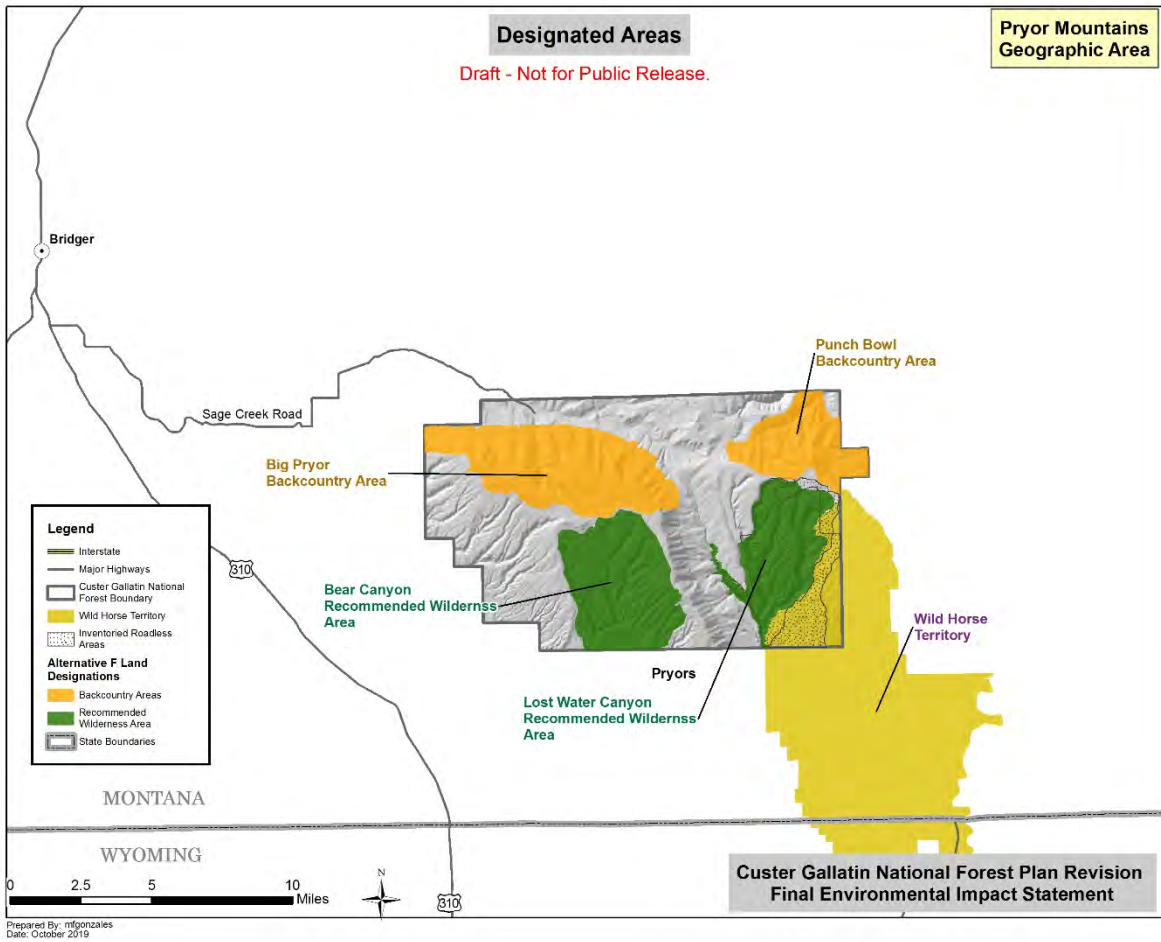 Designated Areas
Draft - Not for Public Release.
Pryor Mountains
Geographic Area
Bridger
Sage Creek Road
Punch Bowl
Backcountry Area
Big Pryor
Backcountry Area
Bear Canyon
Recommended Wilderness
Area
Wild Horse
Territory
Pryors
Lost Water Canyon
Recommended Wildernss
Area
310
Legend
Interstate
Major Highways
Custer Gallatin National
Forest Boundary
Wild Horse Territory
Inventoried Roadless
Areas
Alternative F Land
Designations
Backcountry Areas
Recommended
Wilderness Area
State Boundaries
MONTANA
WYOMING
0 2.5 5 10
Miles
N
310
Custer Gallatin National Forest Plan Revision
Final Environmental Impact Statement
Prepared By: mfgonzales
Date: October 2019